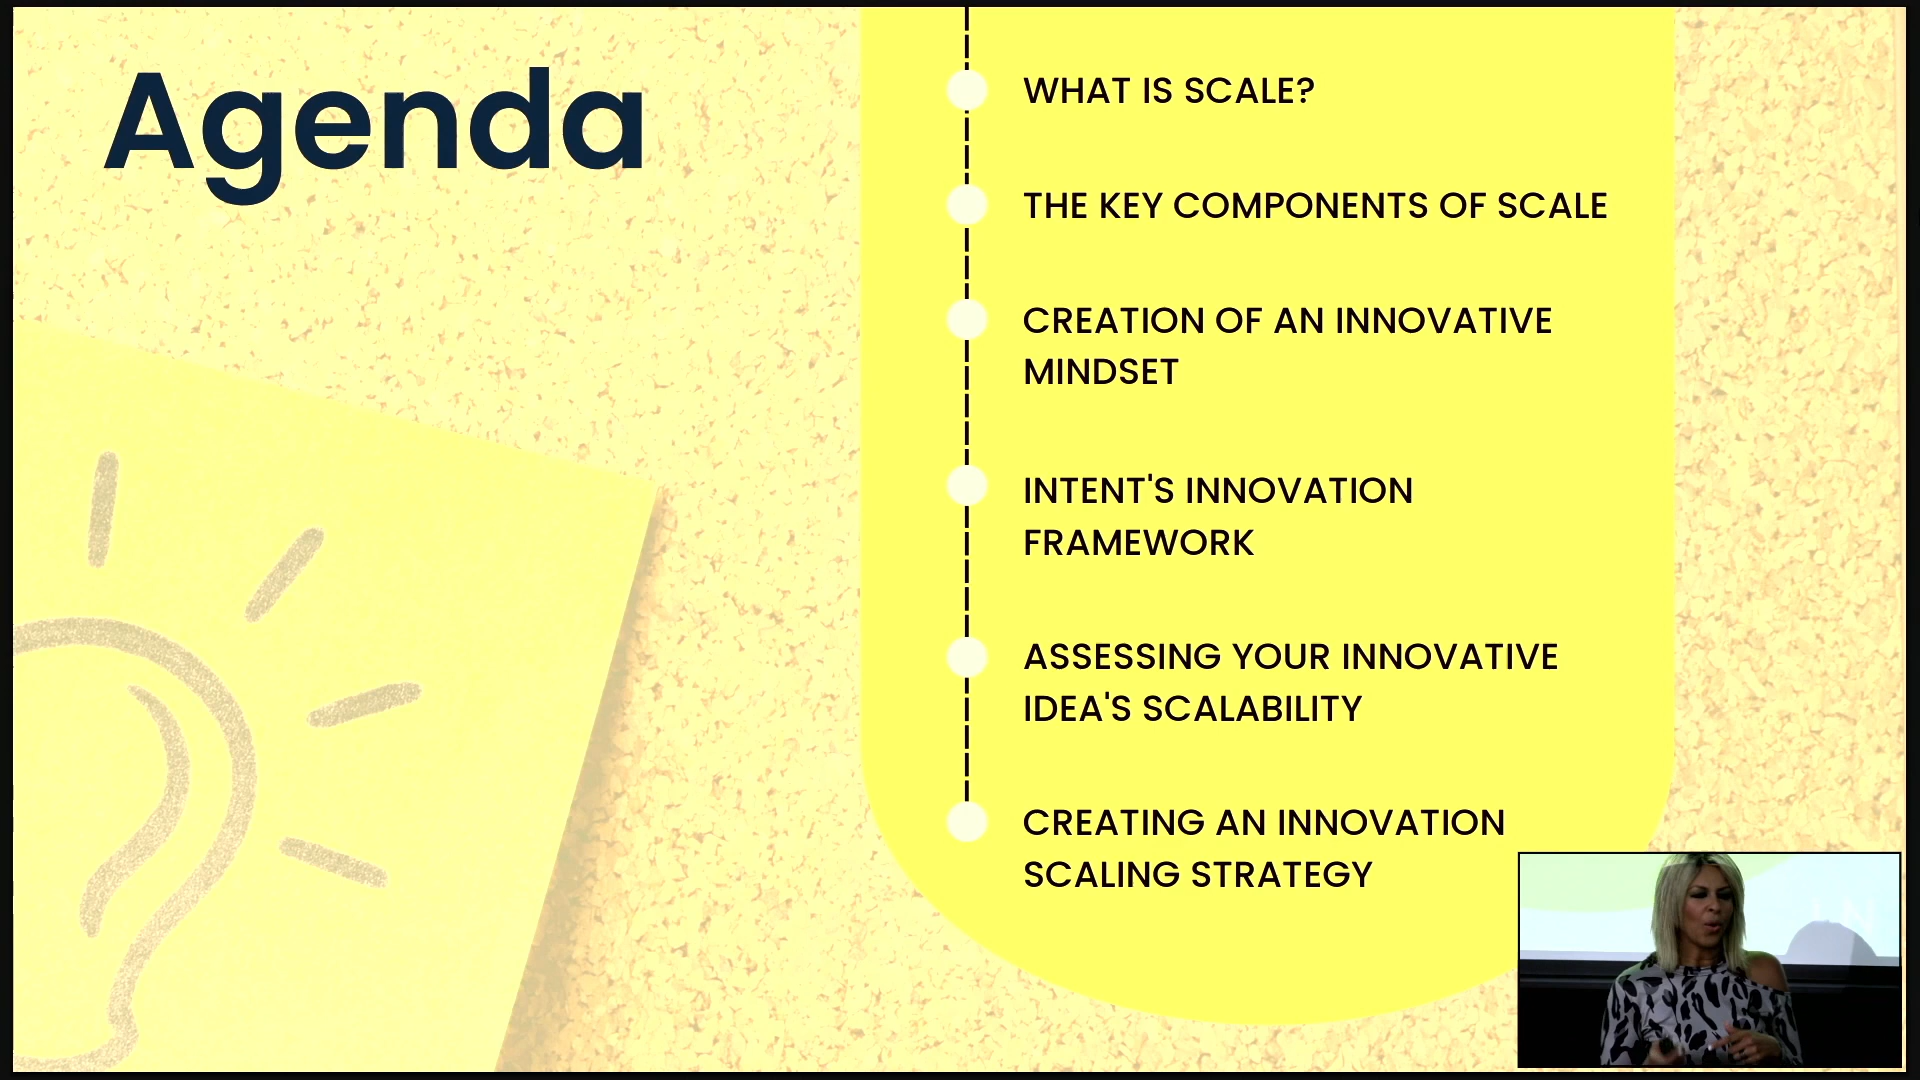 Agenda
WHAT IS SCALE?
THE KEY COMPONENTS OF SCALE
CREATION OF AN INNOVATIVE
MINDSET
INTENT'S INNOVATION
FRAMEWORK
ASSESSING YOUR INNOVATIVE
IDEA'S SCALABILITY
CREATING AN INNOVATION
SCALING STRATEGY